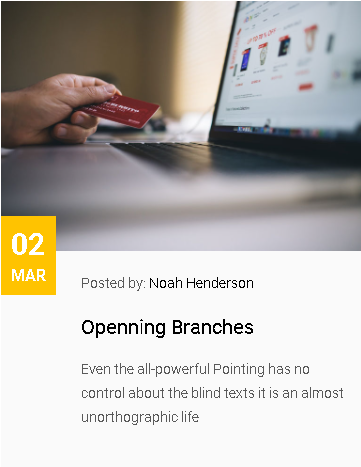 02
MAR
Posted by: Noah Henderson
Openning Branches
Even the all-powerful Pointing has no
control about the blind texts it is an almost
unorthographic life